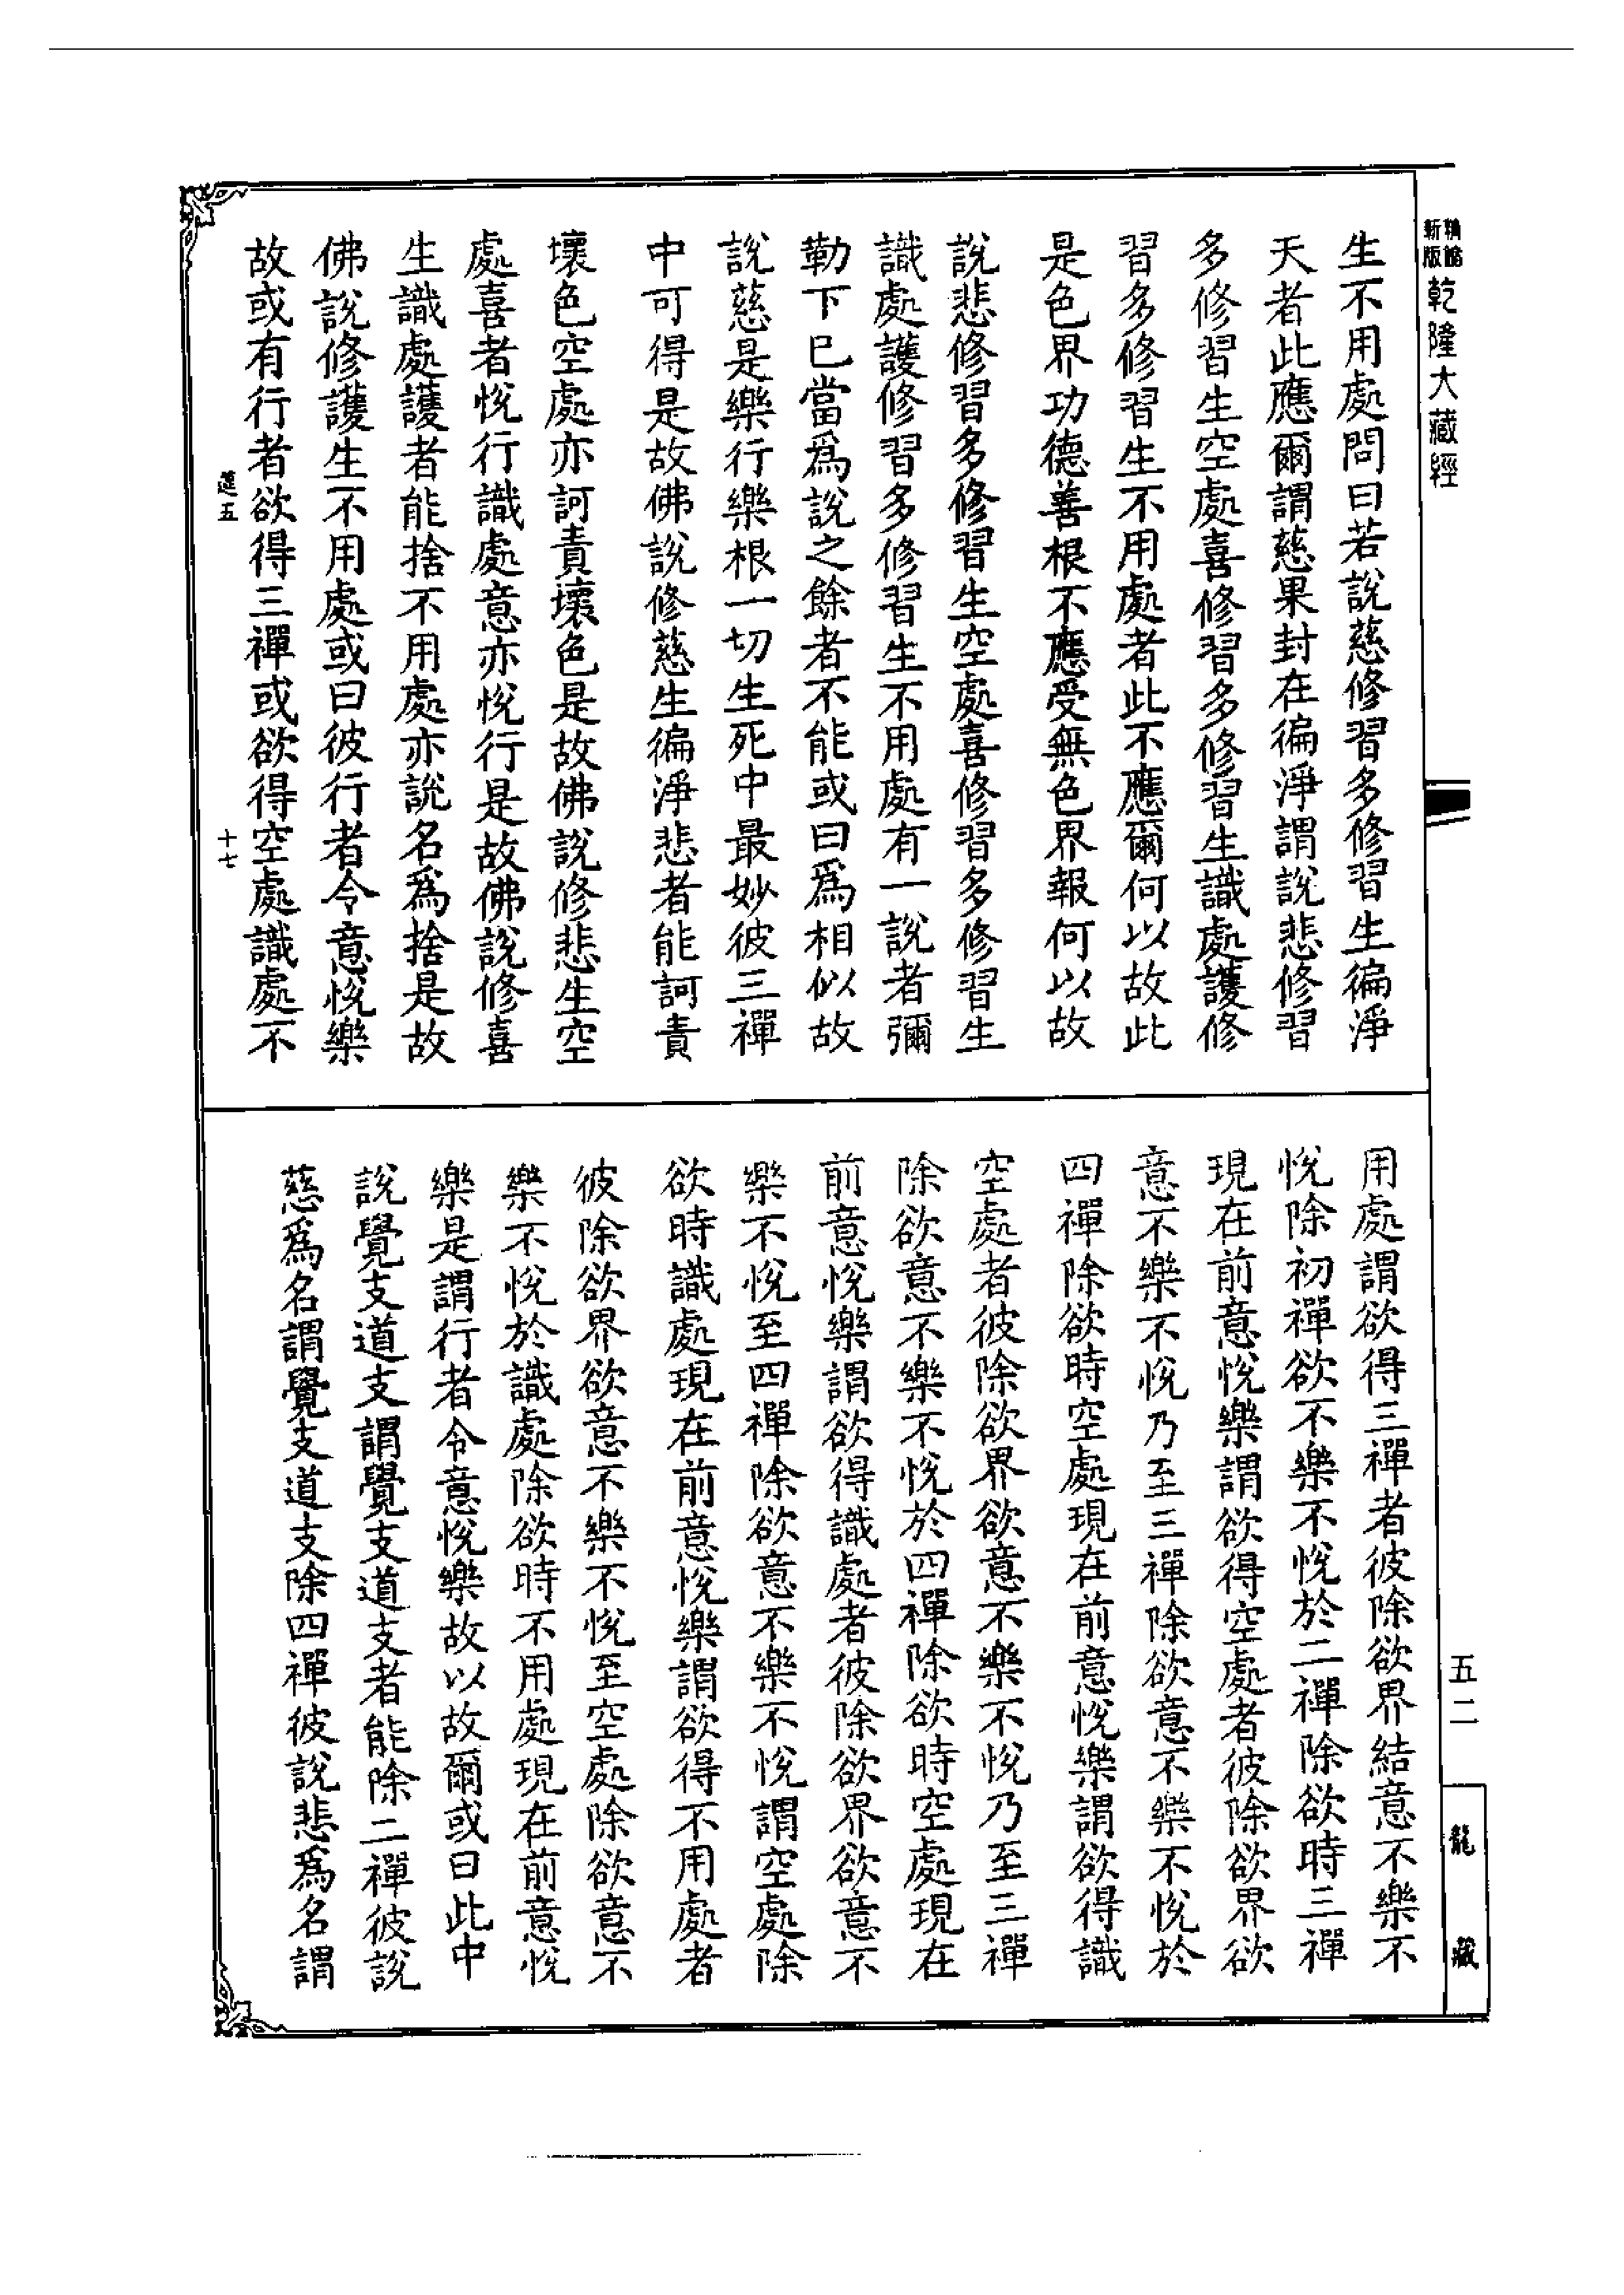 精縮
新版
乾隆大藏經
生不用處問曰若說慈修習多修習生徧淨
天者此應爾謂慈果封在徧淨謂說悲修習
多修習生空處喜修習多修習生識處護修
習多修習生不用處者此不應爾何以故此
是色界功德善根不應受無色界報何以故
說悲修習多修習生空處喜修習多修習生
識處護修習多修習生不用處有一說者彌
勒下巳當爲說之餘者不能或曰爲相似故
說慈是樂行樂根一切生死中最妙彼三禪
中可得是故佛說修慈生徧淨悲者能訶責
壞色空處亦訶責壞色是故佛說修悲生空
處喜者悅行識處意亦悅行是故佛說修喜
生識處護者能捨不用處亦說名爲捨是故
佛說修護生不用處或曰彼行者令意悅樂
故或有行者欲得三禪或欲得空處識處不
五
十七
用處謂欲得三禪者彼除欲界結意不樂不
悅除初禪欲不樂不悅於二禪除欲時三禪
現在前意悅樂謂欲得空處者彼除欲界欲
意不樂不悅乃至三禪除欲意不樂不悅於
四禪除欲時空處現在前意悅樂謂欲得識
空處者彼除欲界欲意不樂不悅乃至三禪
除欲意不樂不悅於四禪除欲時空處現在
前意悅樂謂欲得識處者彼除欲界欲意不
樂不悅至四禪除欲意不樂不悅謂空處除
欲時識處現在前意悅樂謂欲得不用處者
彼除欲界欲意不樂不悅至空處除欲意不
樂不悅於識處除欲時不用處現在前意悅
樂是謂行者令意悅樂故以故爾或曰此中
說覺支道支謂覺支道支者能除二禪彼說
慈爲名謂覺支道支除四禪彼說悲爲名謂
五二
龍藏